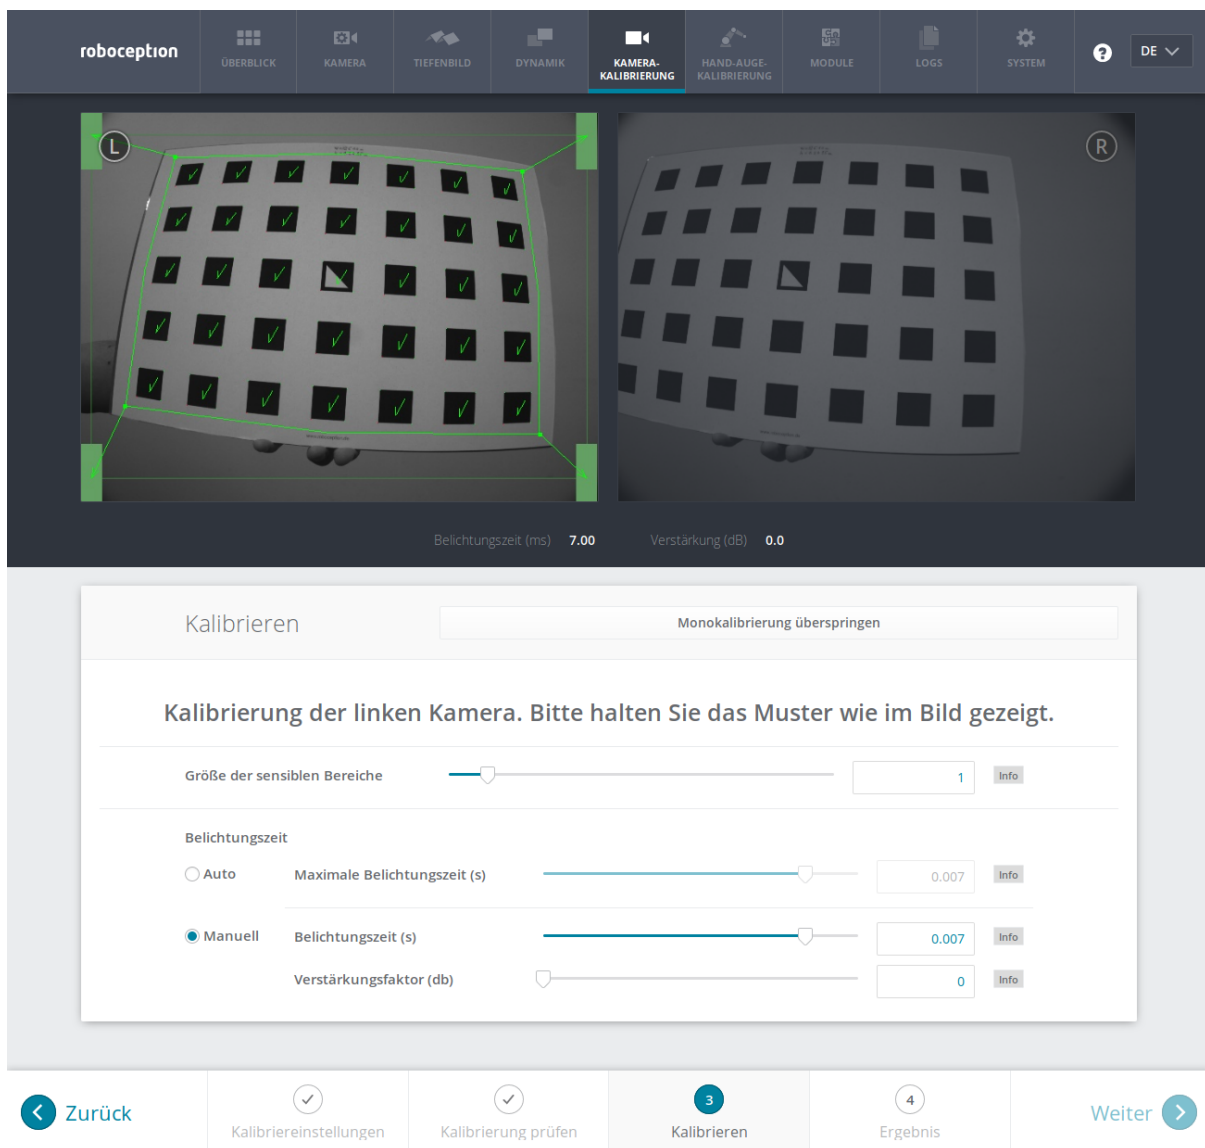 roboception
ÜBERBLICK
KAMERA
TIEFENBILD
DYNAMIK
KAMERA-
KALIBRIERUNG
HAND-AUGE-
KALIBRIERUNG
MODULE
LOGS
SYSTEM
?
DE
L
R
Belichtungszeit (ms) 7.00 Verstärkung (dB) 0.0
Kalibrieren
Monokalibrierung überspringen
Kalibrierung der linken Kamera. Bitte halten Sie das Muster wie im Bild gezeigt.
Größe der sensiblen Bereiche 1 Info
Belichtungszeit
Auto Maximale Belichtungszeit (s) 0.007 Info
Manuell Belichtungszeit (s) 0.007 Info
Verstärkungsfaktor (db) 0 Info
Zurück
Kalibriereinstellungen
Kalibrierung prüfen
3
Kalibrieren
4
Ergebnis
Weiter